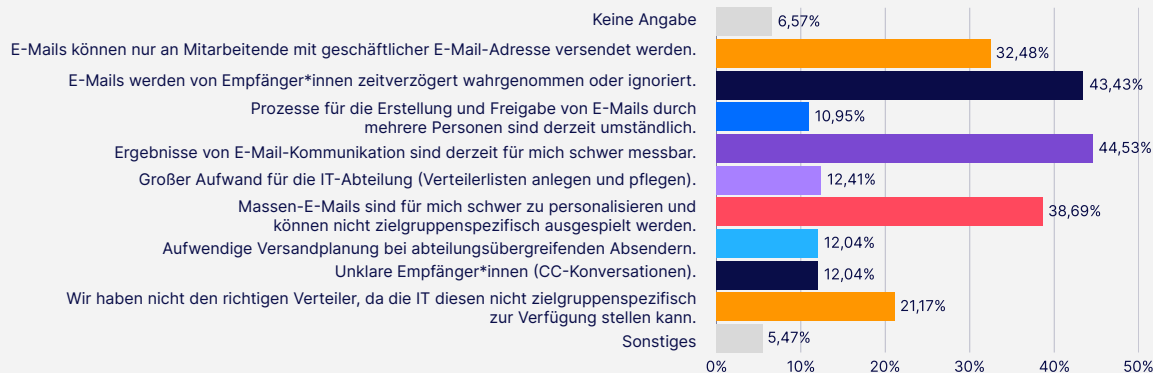 Keine Angabe
6,57%
E-Mails können nur an Mitarbeitende mit geschäftlicher E-Mail-Adresse versendet werden.
32,48%
E-Mails werden von Empfänger*innen zeitverzögert wahrgenommen oder ignoriert.
43,43%
Prozesse für die Erstellung und Freigabe von E-Mails durch
mehrere Personen sind derzeit umständlich.
10,95%
Ergebnisse von E-Mail-Kommunikation sind derzeit für mich schwer messbar.
44,53%
Großer Aufwand für die IT-Abteilung (Verteilerlisten anlegen und pflegen).
12,41%
Massen-E-Mails sind für mich schwer zu personalisieren und
können nicht zielgruppenspezifisch ausgespielt werden.
38,69%
Aufwendige Versandplanung bei abteilungsübergreifenden Absendern.
12,04%
Unklare Empfänger*innen (CC-Konversationen).
12,04%
Wir haben nicht den richtigen Verteiler, da die IT diesen nicht zielgruppenspezifisch
zur Verfügung stellen kann.
21,17%
Sonstiges
5,47%
0% 10% 20% 30% 40% 50%